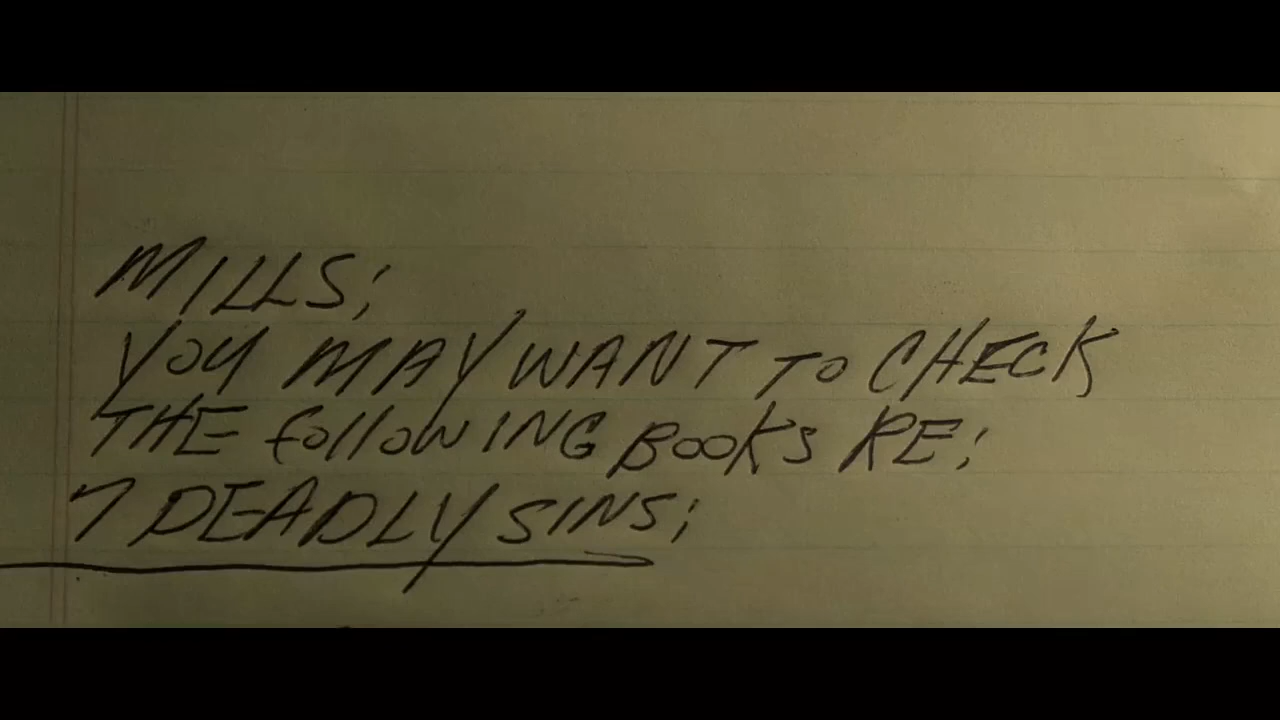 MILLS;
YOU MAY WANT TO CHECK
THE following BOOKS RE:
7 DEADLY SINS;